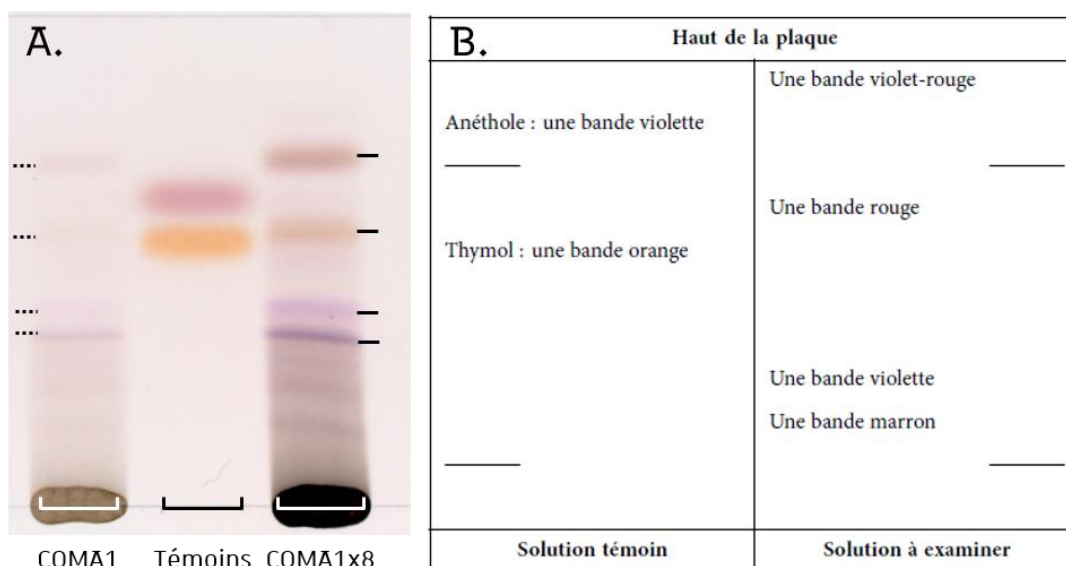 A.
COMA1 Témoins COMA1x8
B.
Haut de la plaque
Une bande violet-rouge
Anéthole : une bande violette
Une bande rouge
Thymol : une bande orange
Une bande violette
Une bande marron
Solution témoin
Solution à examiner